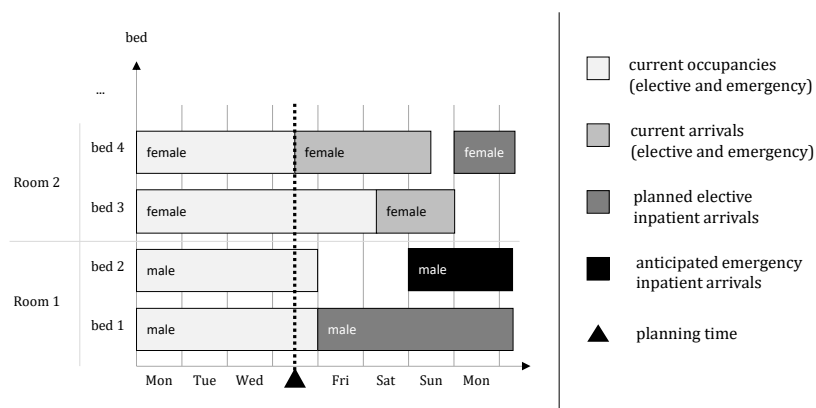 bed
...
Room 2
bed 4
female
female
female
bed 3
female
female
Room 1
bed 2
male
male
bed 1
male
male
Mon Tue Wed Fri Sat Sun Mon
current occupancies
(elective and emergency)
current arrivals
(elective and emergency)
planned elective
inpatient arrivals
anticipated emergency
inpatient arrivals
planning time